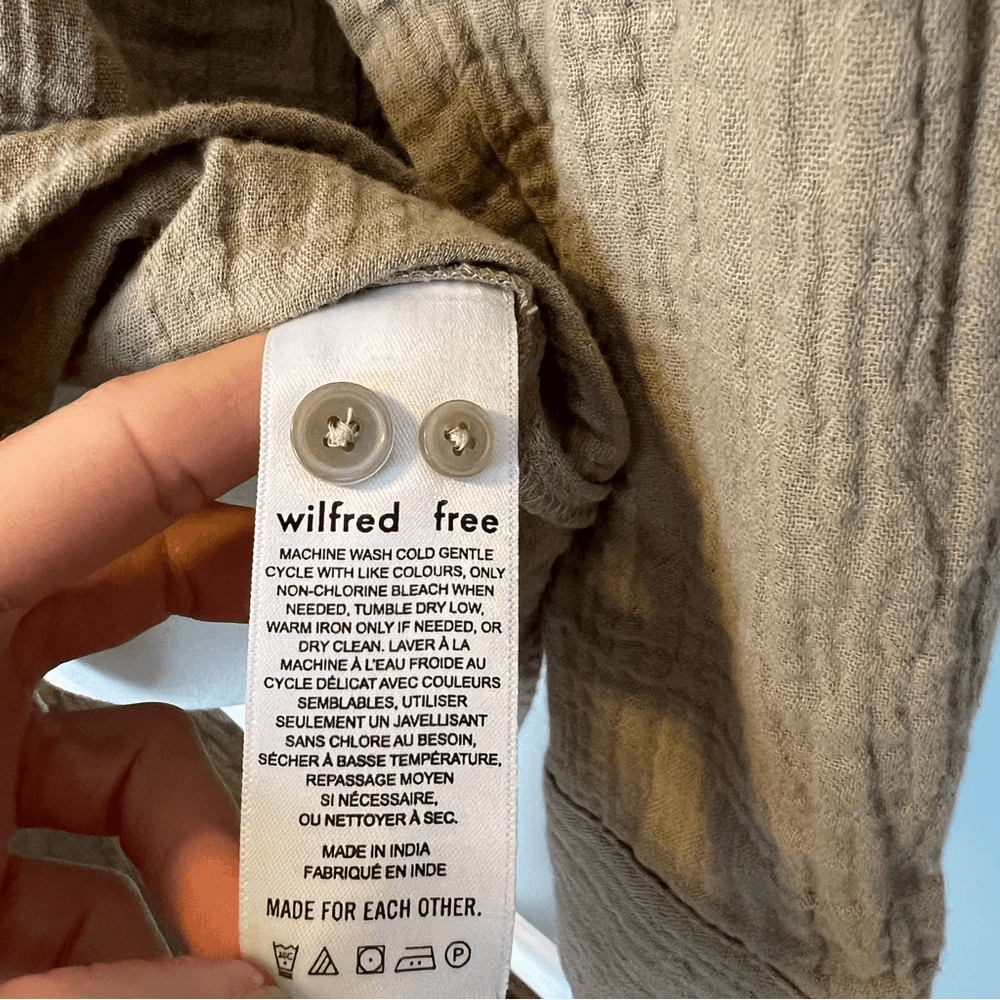 wilfred free
MACHINE WASH COLD GENTLE
CYCLE WITH LIKE COLOURS, ONLY
NON-CHLORINE BLEACH WHEN
NEEDED, TUMBLE DRY LOW,
WARM IRON ONLY IF NEEDED, OR
DRY CLEAN. LAVER À LA
MACHINE À L'EAU FROIDE AU
CYCLE DÉLICAT AVEC COULEURS
SEMBLABLES, UTILISER
SEULEMENT UN JAVELLISANT
SANS CHLORE AU BESOIN,
SÉCHER À BASSE TEMPÉRATURE,
REPASSAGE MOYEN
SI NÉCESSAIRE,
OU NETTOYER À SEC.
MADE IN INDIA
FABRIQUÉ EN INDE
MADE FOR EACH OTHER.
30C P